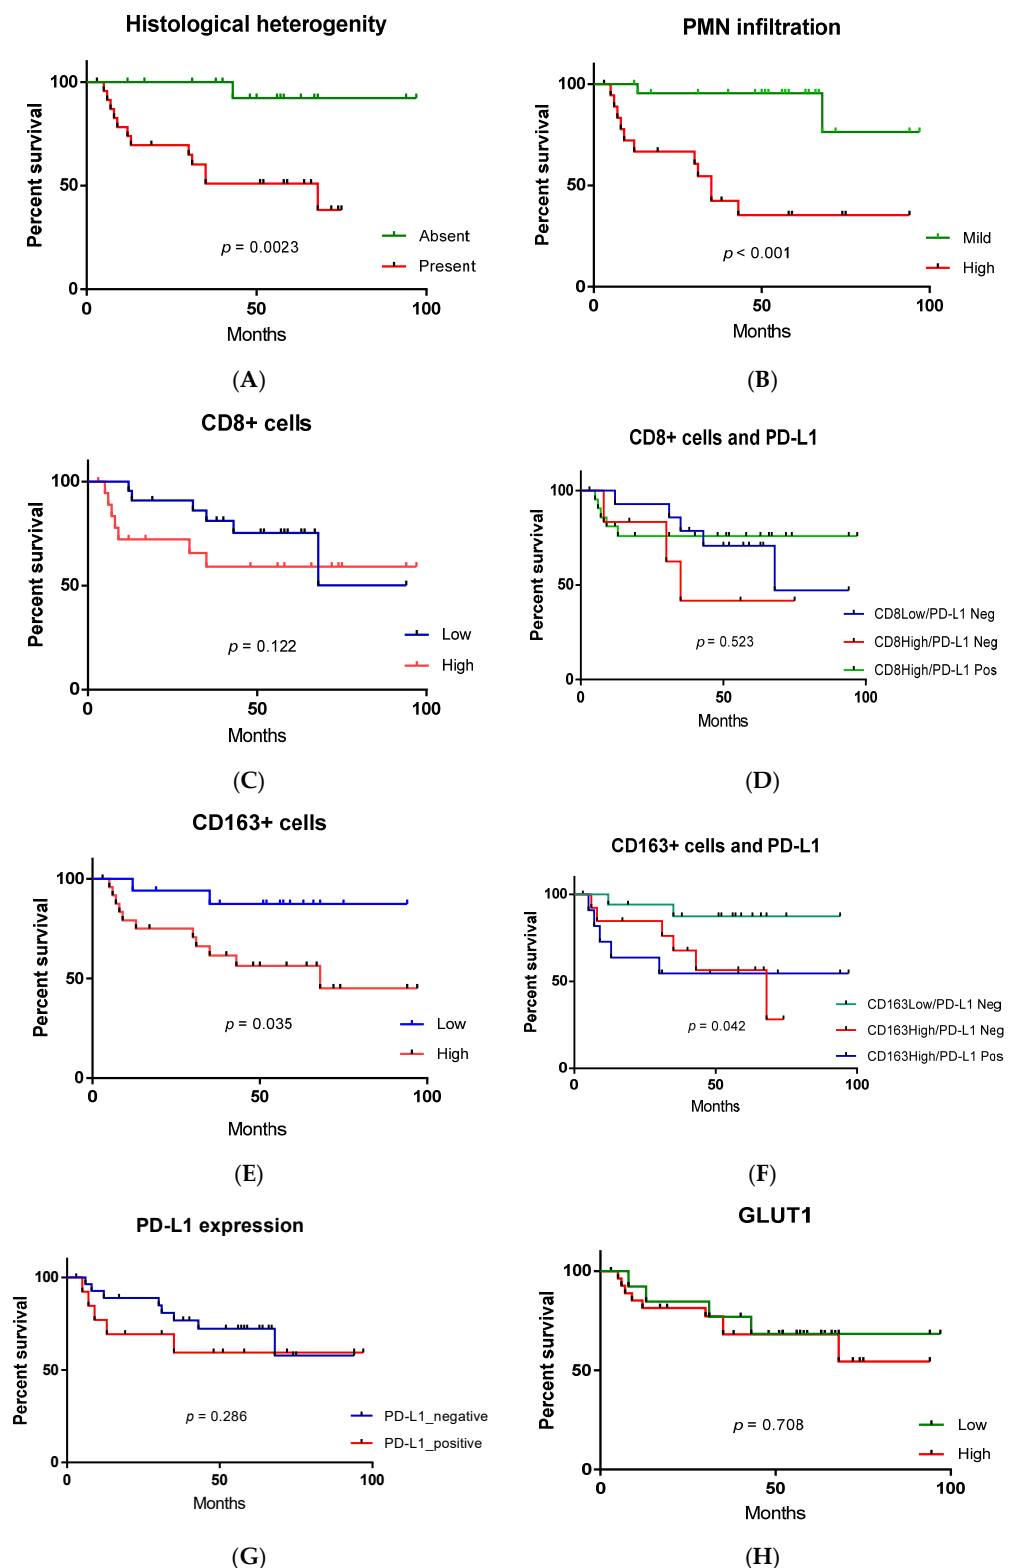 Histological heterogenity
Percent survival
100
50
0
0
50
100
Months
p = 0.0023
Absent
Present
(A)
PMN infiltration
Percent survival
100
50
0
0
50
100
Months
p < 0.001
Mild
High
(B)
CD8+ cells
Percent survival
100
50
0
0
50
100
Months
p = 0.122
Low
High
(C)
CD8+ cells and PD-L1
Percent survival
100
50
0
0
50
100
Months
p = 0.523
CD8Low/PD-L1 Neg
CD8High/PD-L1 Neg
CD8High/PD-L1 Pos
(D)
CD163+ cells
Percent survival
100
50
0
0
50
100
Months
p = 0.035
Low
High
(E)
CD163+ cells and PD-L1
Percent survival
100
50
0
0
50
100
Months
p = 0.042
CD163Low/PD-L1 Neg
CD163High/PD-L1 Neg
CD163High/PD-L1 Pos
(F)
PD-L1 expression
Percent survival
100
50
0
0
50
100
Months
p = 0.286
PD-L1_negative
PD-L1_positive
(G)
GLUT1
Percent survival
100
50
0
0
50
100
Months
p = 0.708
Low
High
(H)